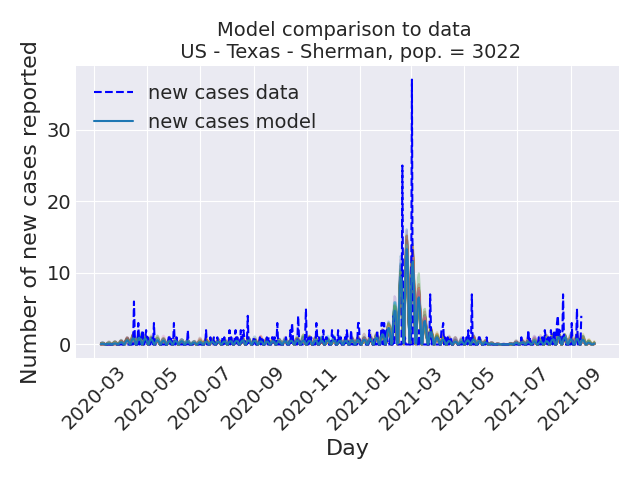 Model comparison to data
US - Texas - Sherman, pop. = 3022
Number of new cases reported
new cases data
new cases model
30
20
10
0
2020-03
2020-05
2020-07
2020-09
2020-11
2021-01
2021-03
2021-05
2021-07
2021-09
Day